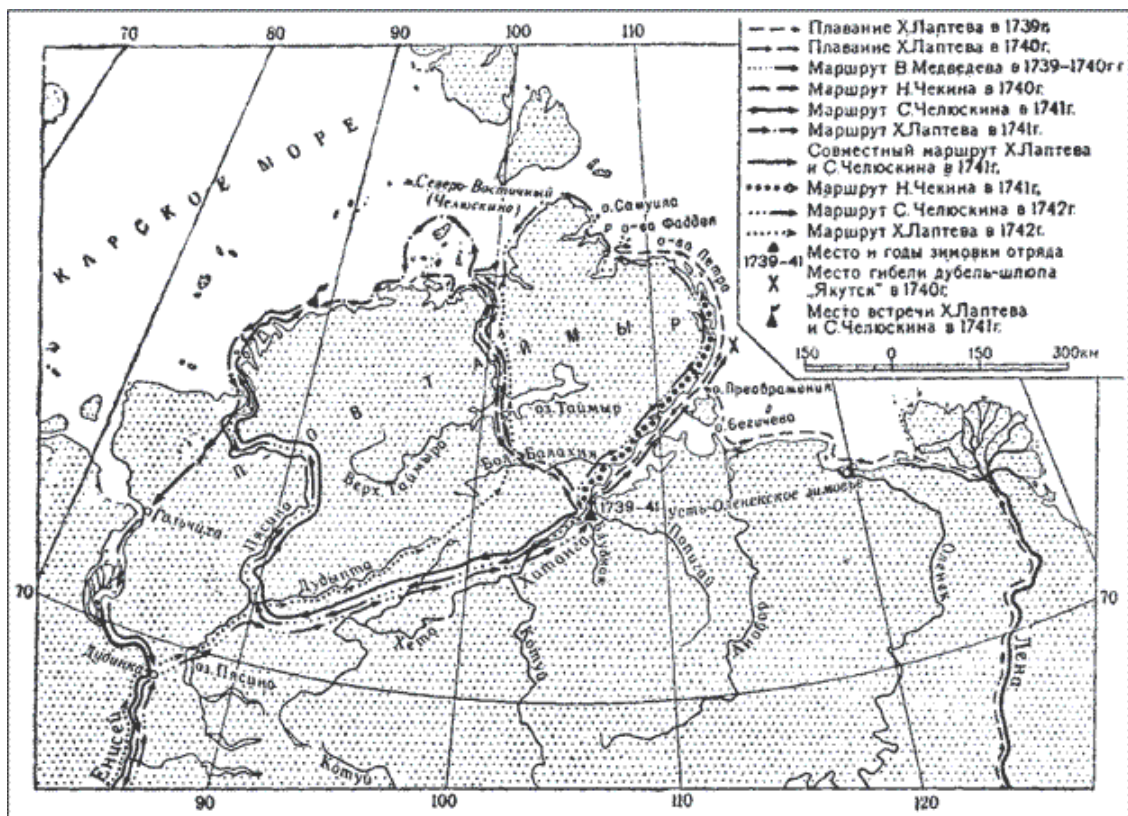 70
80
90
100
110
КАРСКОЕ МОРЕ
Плавание Х.Лаптева в 1739г.
Плавание Х.Лаптева в 1740г.
Маршрут В.Медведева в 1739–1740гг
Маршрут Н.Чекина в 1740г.
Маршрут С.Челюскина в 1741г.
Маршрут Х.Лаптева в 1741г.
Совместный маршрут Х.Лаптева
и С.Челюскина в 1741г.
Маршрут Н.Чекина в 1741г.
Маршрут С.Челюскина в 1742г.
Маршрут Х.Лаптева в 1742г.
Место и годы зимовки отряда
1739–41
Место гибели дубель-шлюпа
„Якутск" в 1740г.
Место встречи Х.Лаптева
и С.Челюскина в 1741г.
150 0 150 300км
м.Северо-Восточный
(Челюскина)
о.Самуила
о-ва Фаддея
о-ва Петра
П-ОВ ТАЙМЫР
о.Преображения
о.Бегичева
оз.Таймыр
Верх.Таймыра
Бол.Балахня
1739-41
Усть-Оленекское зимовье
Гольчиха
Пясина
Дудыпта
Хатанга
Блудная
Попигай
Оленек
Анабар
70
70
Хета
Котуй
Лена
Дудинка
оз.Пясино
Енисей
Котуй
90
100
110
120